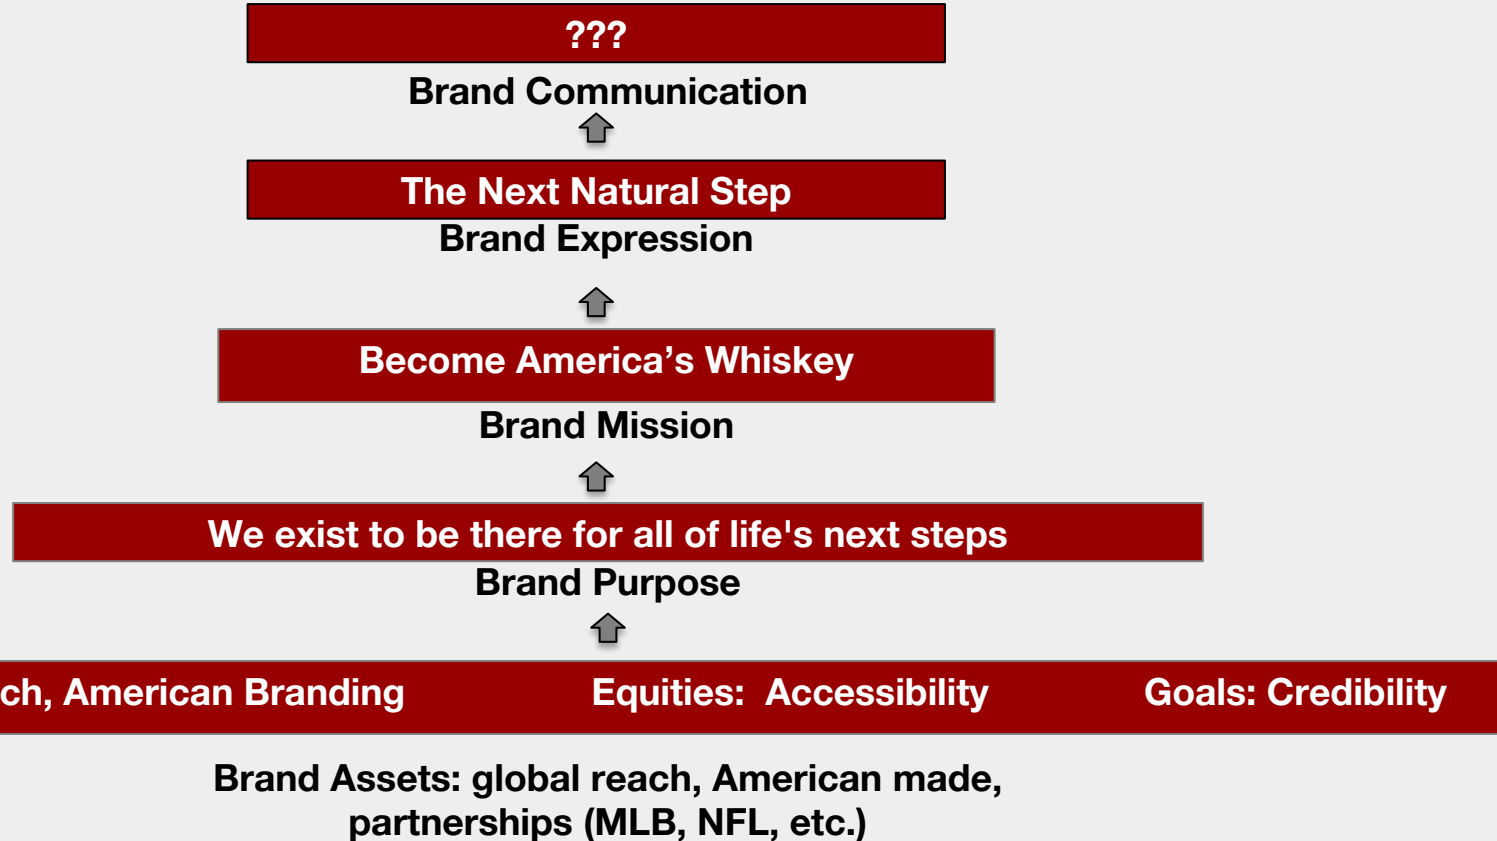 ???
Brand Communication
The Next Natural Step
Brand Expression
Become America’s Whiskey
Brand Mission
We exist to be there for all of life's next steps
Brand Purpose
ch, American Branding Equities: Accessibility Goals: Credibility
Brand Assets: global reach, American made,
partnerships (MLB, NFL, etc.)